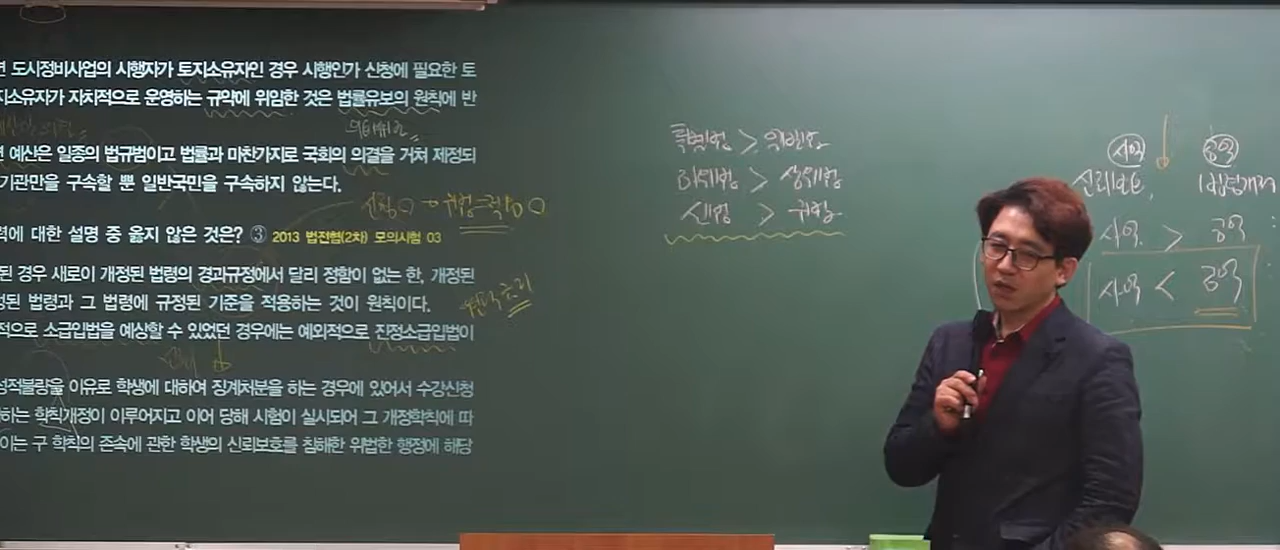 면 도시정비사업의 시행자가 토지소유자인 경우 시행인가 신청에 필요한 토
지소유자가 자치적으로 운영하는 규약에 위임한 것은 법률유보의 원칙에 반
면 예산은 일종의 법규범이고 법률과 마찬가지로 국회의 의결을 거쳐 제정되
기관만을 구속할 뿐 일반국민을 구속하지 않는다.
력에 대한 설명 중 옳지 않은 것은? ③ 2013 법전협(2차) 모의시험 03
된 경우 새로이 개정된 법령의 경과규정에서 달리 정함이 없는 한, 개정된
정된 법령과 그 법령에 규정된 기준을 적용하는 것이 원칙이다.
적으로 소급입법을 예상할 수 있었던 경우에는 예외적으로 진정소급입법이
성적불량을 이유로 학생에 대하여 징계처분을 하는 경우에 있어서 수강신청
하는 학칙개정이 이루어지고 이어 당해 시험이 실시되어 그 개정학칙에 따
이는 구 학칙의 존속에 관한 학생의 신뢰보호를 침해한 위법한 행정에 해당
특별법 > 일반법
하위법 > 상위법
신법 > 구법
사익 공익
신뢰보호,
사익 > 공익
사익 < 공익